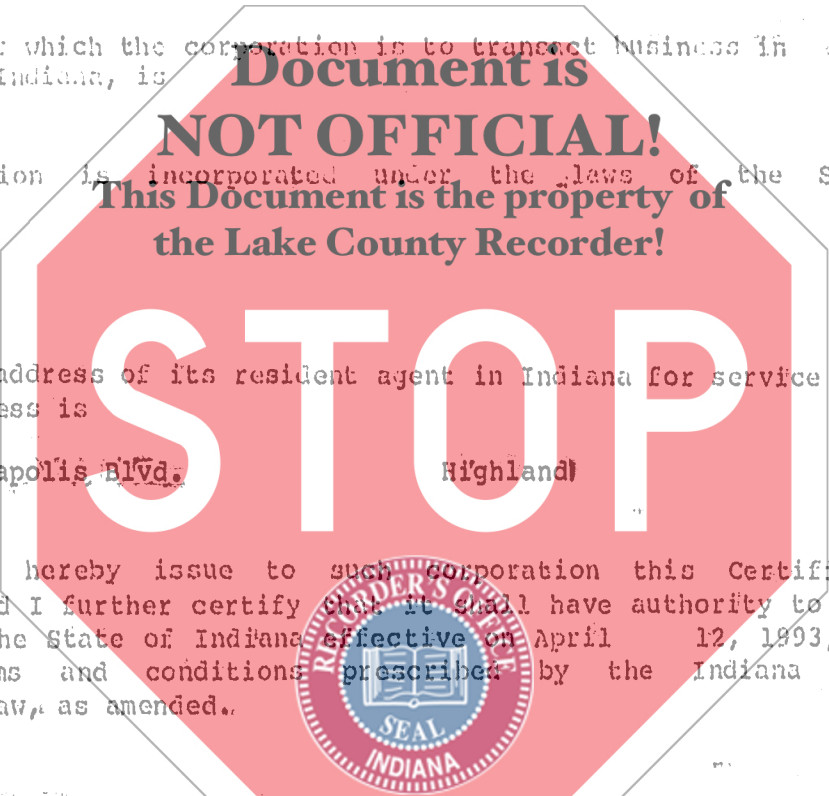 which the corporation is to transact business in
Indiana, is
Document is
NOT OFFICIAL!
ion is incorporated under the laws of the S
This Document is the property of
the Lake County Recorder!
STOP
address of its resident agent in Indiana for service
ess is
apolis Blvd. Highland
hereby issue to such corporation this Certifi
d I further certify that it shall have authority to
he State of Indiana effective on April 12, 1993,
ms and conditions prescribed by the Indiana
aw, as amended.
RECORDER'S OFFICE
SEAL
INDIANA